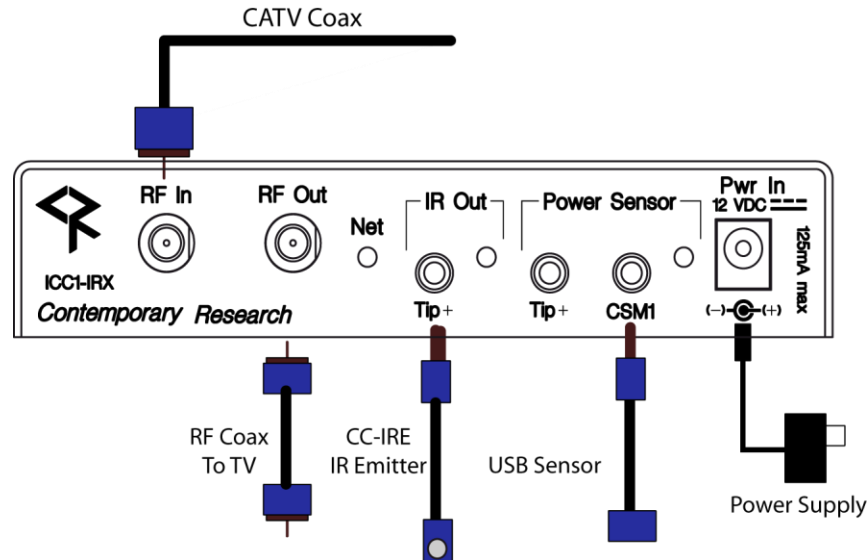 CATV Coax
RF In
RF Out
Net
IR Out
Power Sensor
Pwr In
12 VDC
125mA max
ICC1-IRX
Contemporary Research
Tip+
Tip+
CSM1
(-)
(+)
RF Coax
To TV
CC-IRE
IR Emitter
USB Sensor
Power Supply